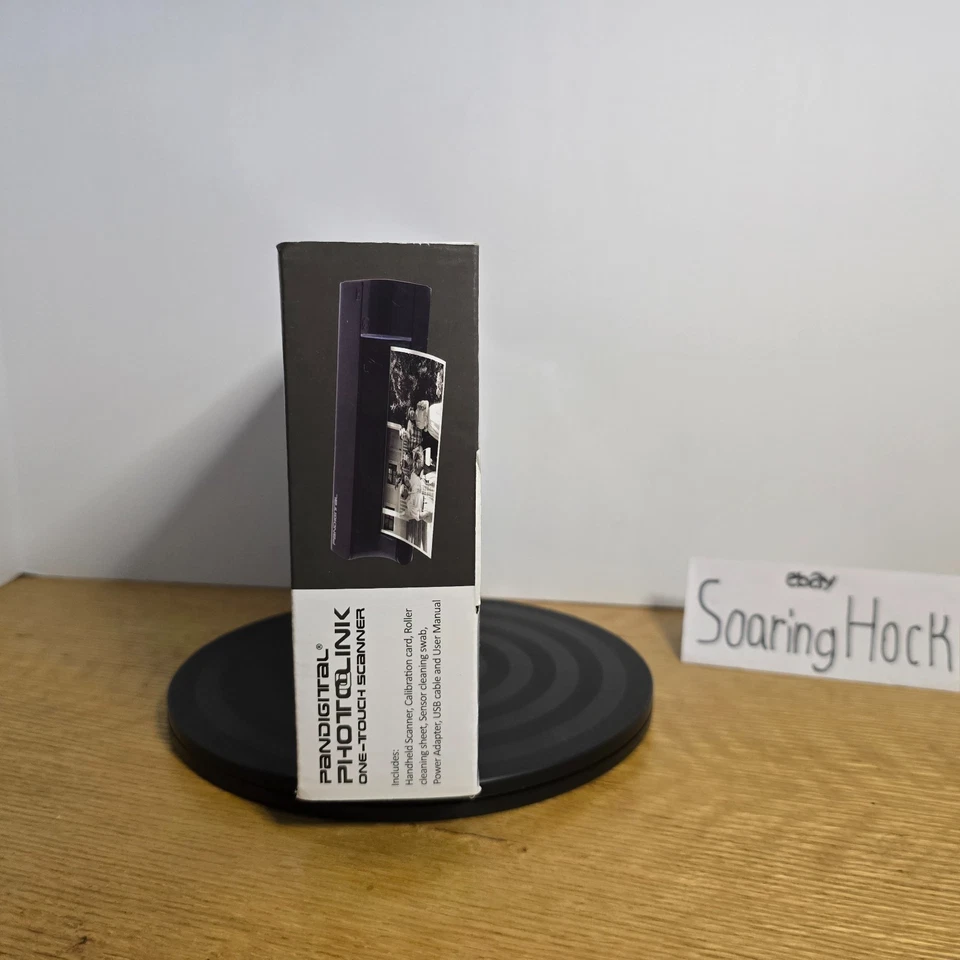 PANDIGITAL®
PHOTOLINK
ONE-TOUCH SCANNER
Includes:
Handheld Scanner, Calibration card, Roller
cleaning sheet, Sensor cleaning swab,
Power Adapter, USB cable and User Manual
PANDIGITAL
ebay
SoaringHock